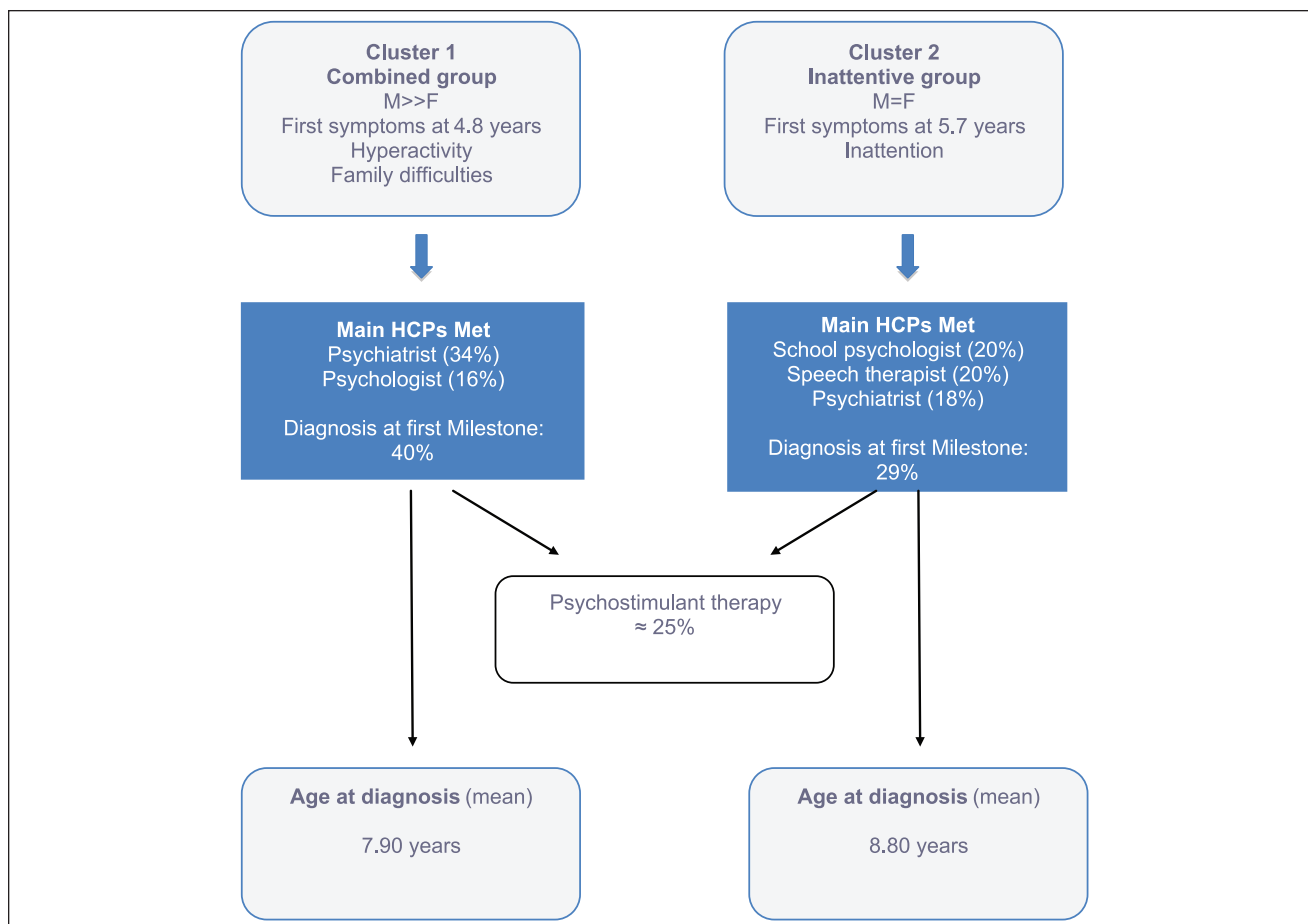 Cluster 1
Combined group
M>>F
First symptoms at 4.8 years
Hyperactivity
Family difficulties
Cluster 2
Inattentive group
M=F
First symptoms at 5.7 years
Inattention
Main HCPs Met
Psychiatrist (34%)
Psychologist (16%)
Diagnosis at first Milestone:
40%
Main HCPs Met
School psychologist (20%)
Speech therapist (20%)
Psychiatrist (18%)
Diagnosis at first Milestone:
29%
Psychostimulant therapy
≈ 25%
Age at diagnosis (mean)
7.90 years
Age at diagnosis (mean)
8.80 years